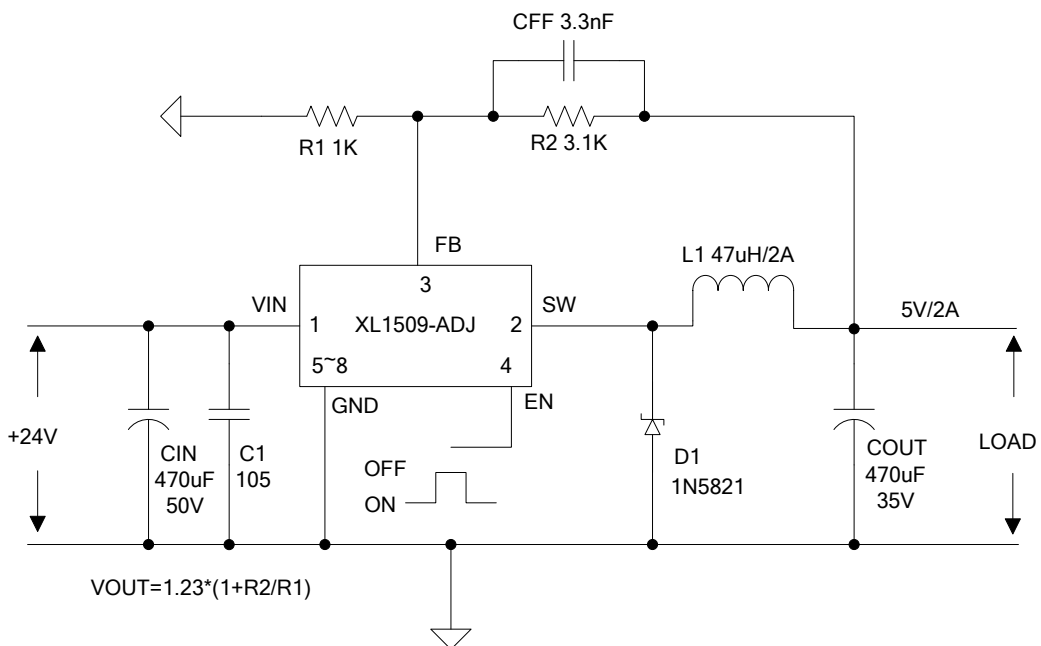 CFF 3.3nF
R1 1K
R2 3.1K
FB
L1 47uH/2A
3
VIN
SW
5V/2A
1
XL1509-ADJ
2
5~8
4
GND
EN
+24V
CIN
470uF
50V
C1
105
OFF
ON
D1
1N5821
COUT
470uF
35V
LOAD
VOUT=1.23*(1+R2/R1)